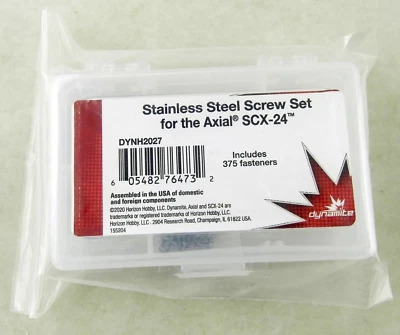 Stainless Steel Screw Set
for the Axial® SCX-24™
DYNH2027
6 05482 76473 2
Includes
375 fasteners
Assembled in the USA of domestic
and foreign components
©2020 Horizon Hobby, LLC. Dynamite, Axial and SCX-24 are
trademarks or registered trademarks of Horizon Hobby, LLC.
Horizon Hobby, LLC . 2904 Research Road, Champaign, IL 61822 USA.
155204
dynamite